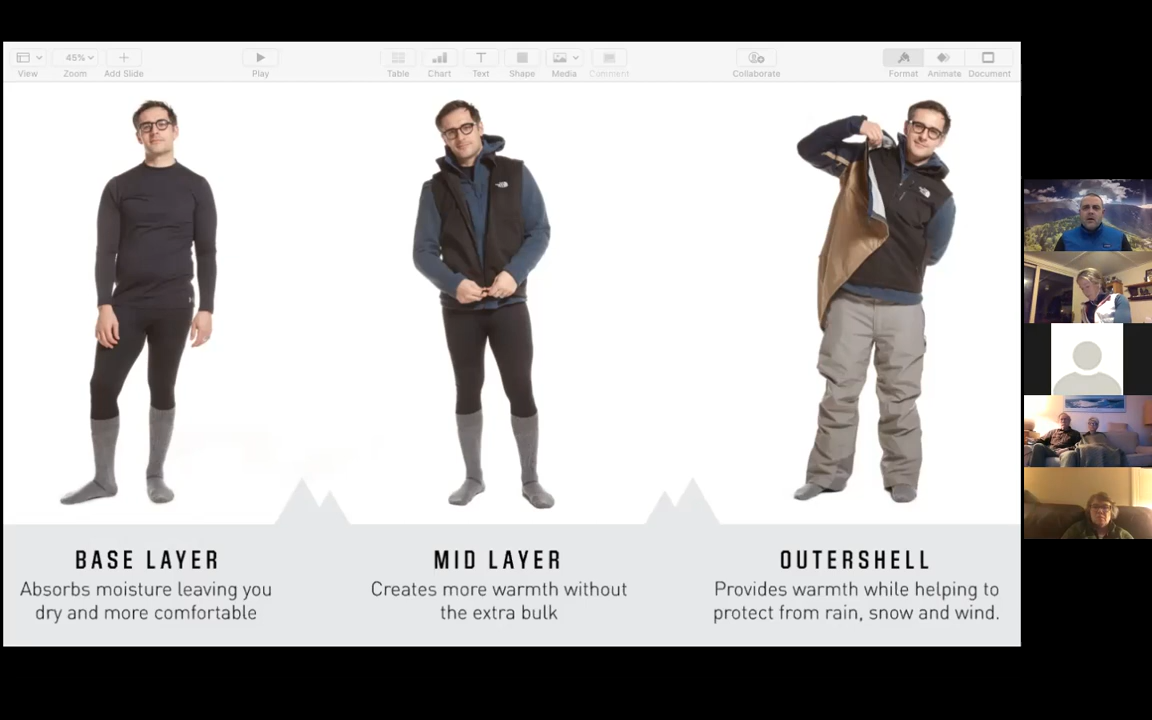 45%
View
Zoom
Add Slide
Play
Table
Chart
Text
Shape
Media
Comment
Collaborate
Format
Animate
Document
BASE LAYER
Absorbs moisture leaving you
dry and more comfortable
MID LAYER
Creates more warmth without
the extra bulk
OUTERSHELL
Provides warmth while helping to
protect from rain, snow and wind.